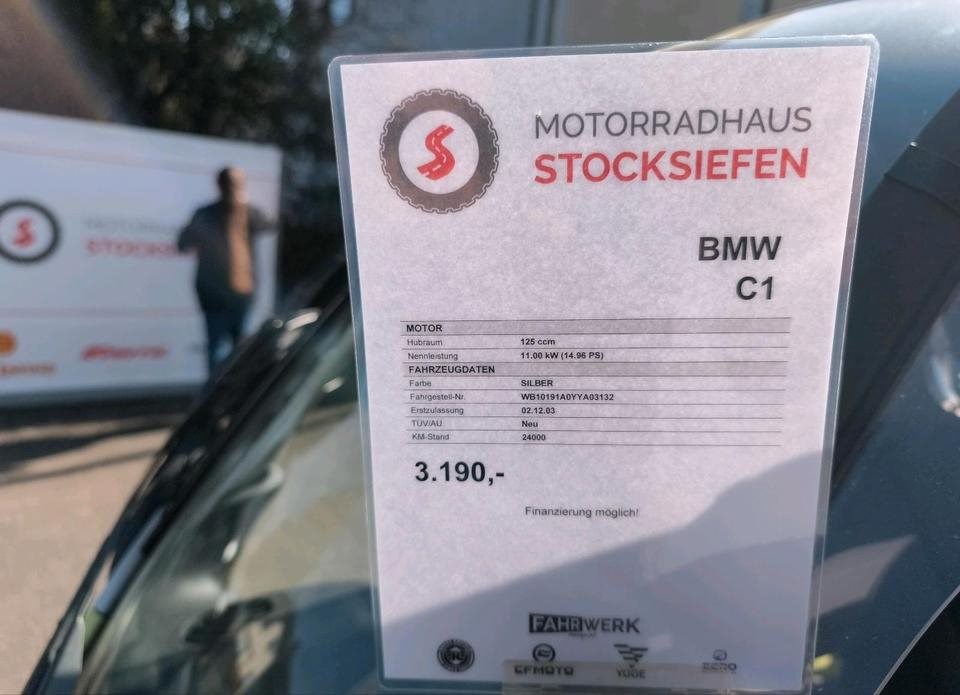 MOTORRADHAUS
STOCKSIEFEN
BMW
C1
MOTOR
Hubraum 125 ccm
Nennleistung 11.00 kW (14.96 PS)
FAHRZEUGDATEN
Farbe SILBER
Fahrgestell-Nr. WB10191A0YYA03132
Erstzulassung 02.12.03
TÜV/AU Neu
KM-Stand 24000
3.190,-
Finanzierung möglich!
FAHRWERK
CFMOTO
ZERO